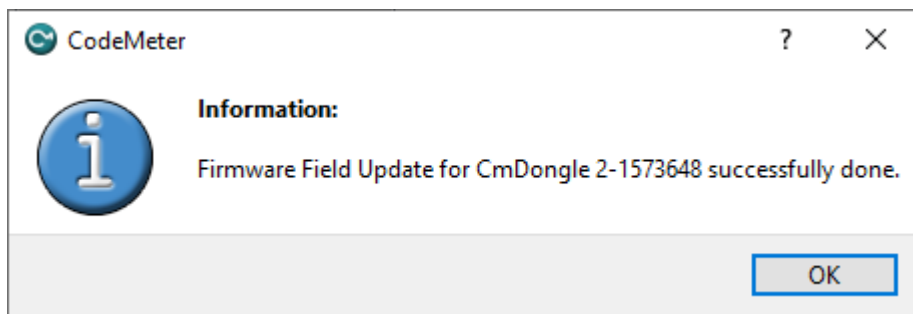 CodeMeter
?
Information:
Firmware Field Update for CmDongle 2-1573648 successfully done.
OK